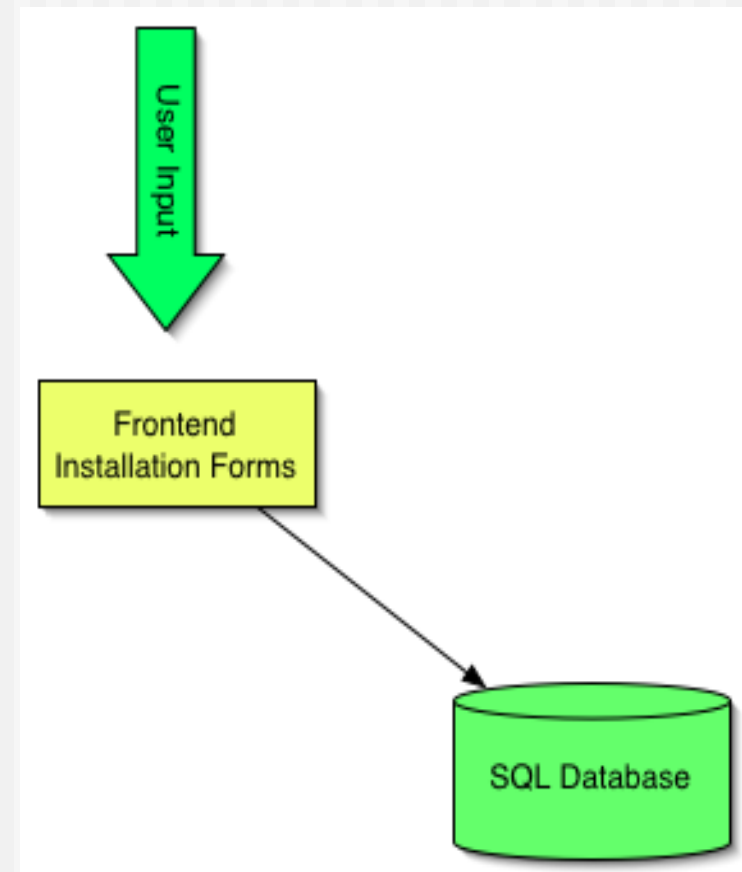 User Input
Frontend
Installation Forms
SQL Database